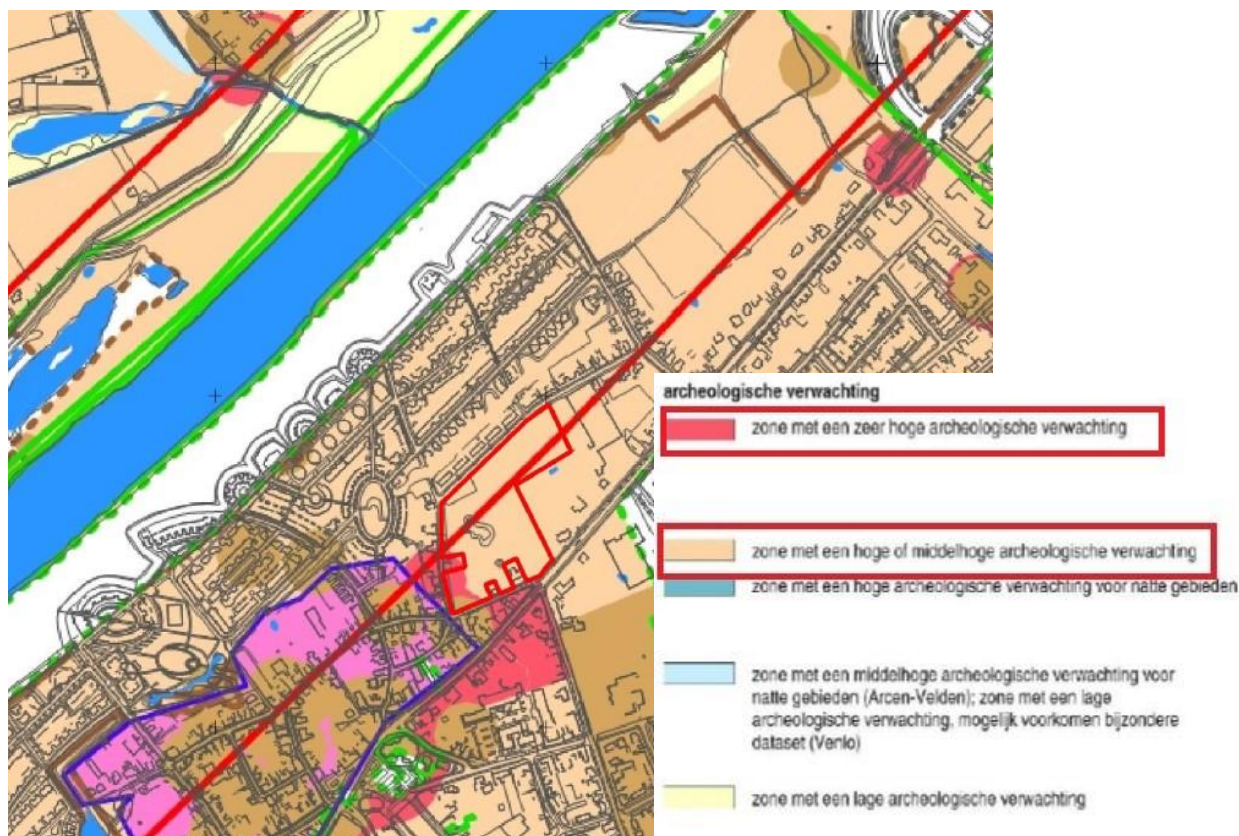 archeologische verwachting
zone met een zeer hoge archeologische verwachting
zone met een hoge of middelhoge archeologische verwachting
zone met een hoge archeologische verwachting voor natte gebieden
zone met een middelhoge archeologische verwachting voor
natte gebieden (Arcen-Velden); zone met een lage
archeologische verwachting, mogelijk voorkomen bijzondere
dataset (Venlo)
zone met een lage archeologische verwachting